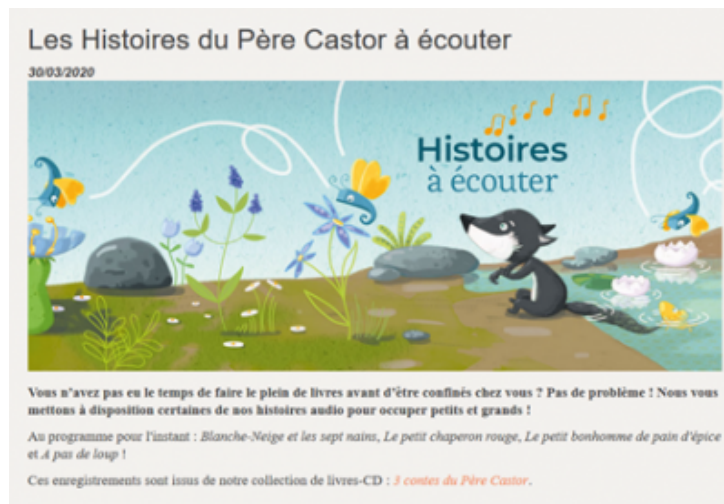 Les Histoires du Père Castor à écouter
30/03/2020
Histoires
à écouter
Vous n'avez pas eu le temps de faire le plein de livres avant d'être confinés chez vous ? Pas de problème ! Nous vous
mettons à disposition certaines de nos histoires audio pour occuper petits et grands !
Au programme pour l'instant : Blanche-Neige et les sept nains, Le petit chaperon rouge, Le petit bonhomme de pain d'épice
et A pas de loup !
Ces enregistrements sont issus de notre collection de livres-CD : 3 contes du Père Castor.